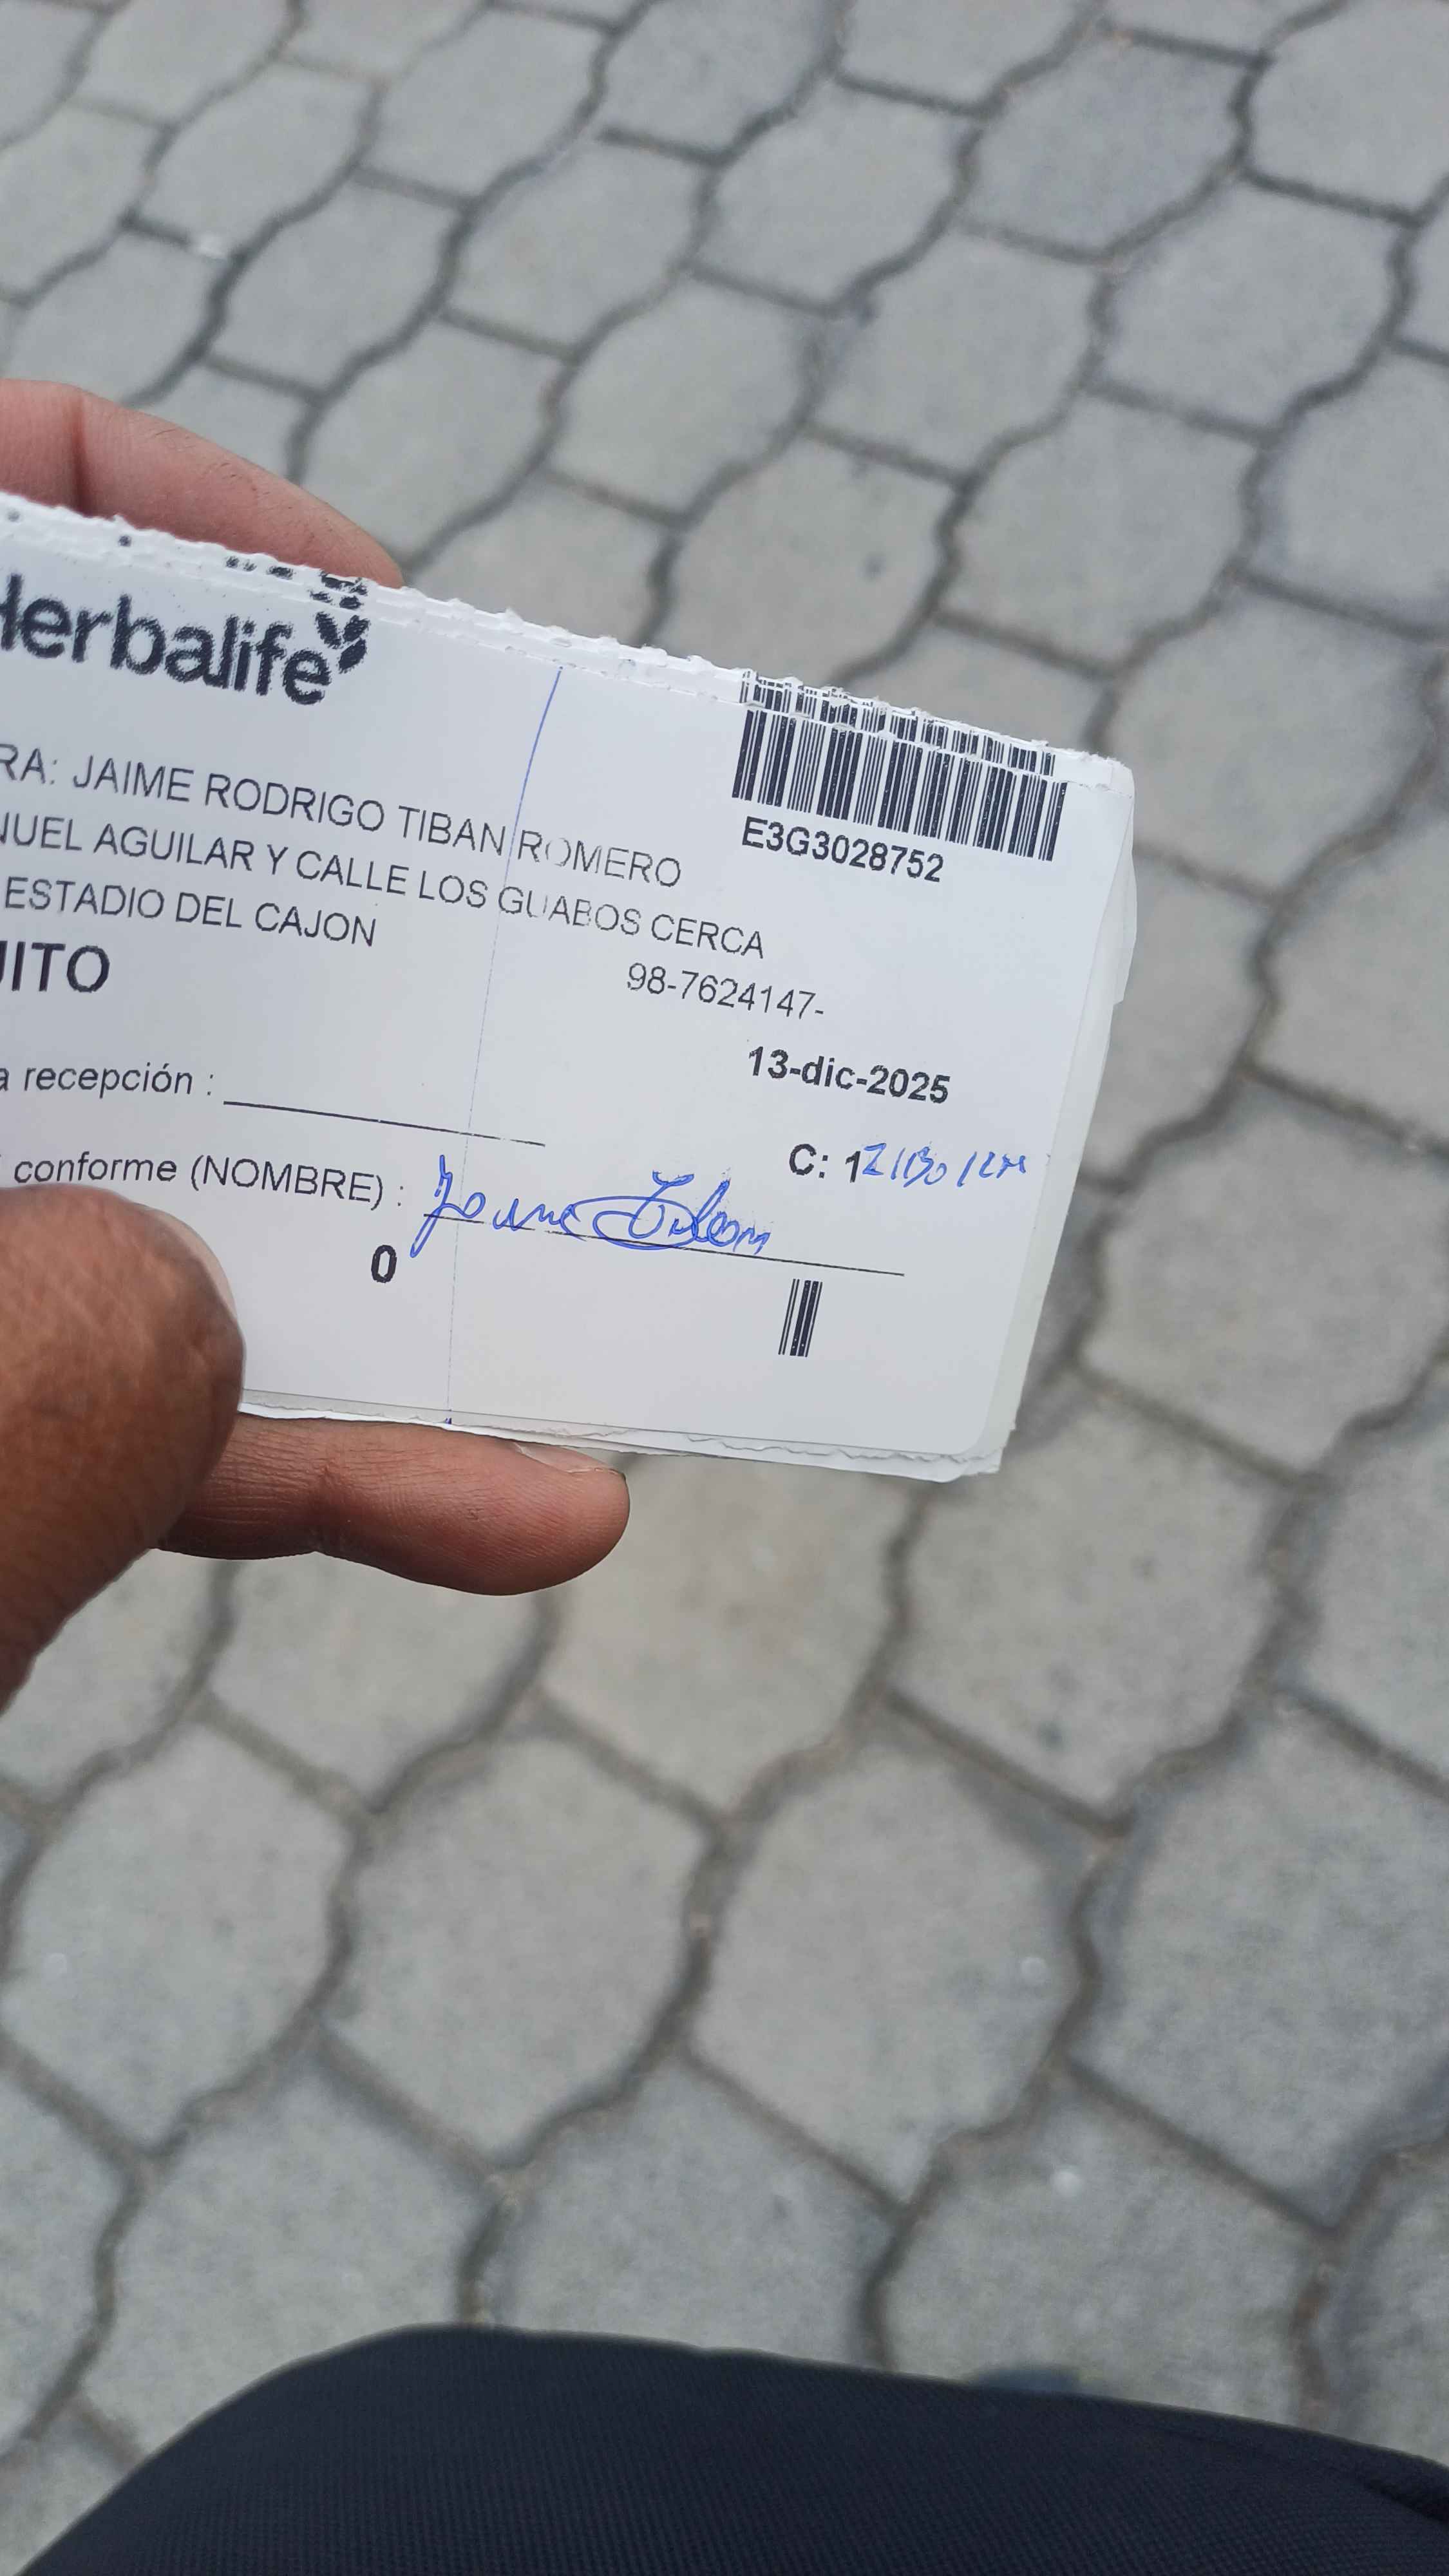 Herbalife
E3G3028752
RA: JAIME RODRIGO TIBAN ROMERO
NUEL AGUILAR Y CALLE LOS GUABOS CERCA
ESTADIO DEL CAJON
98-7624147-
UITO
13-dic-2025
a recepción :
C: 1
conforme (NOMBRE) :
0